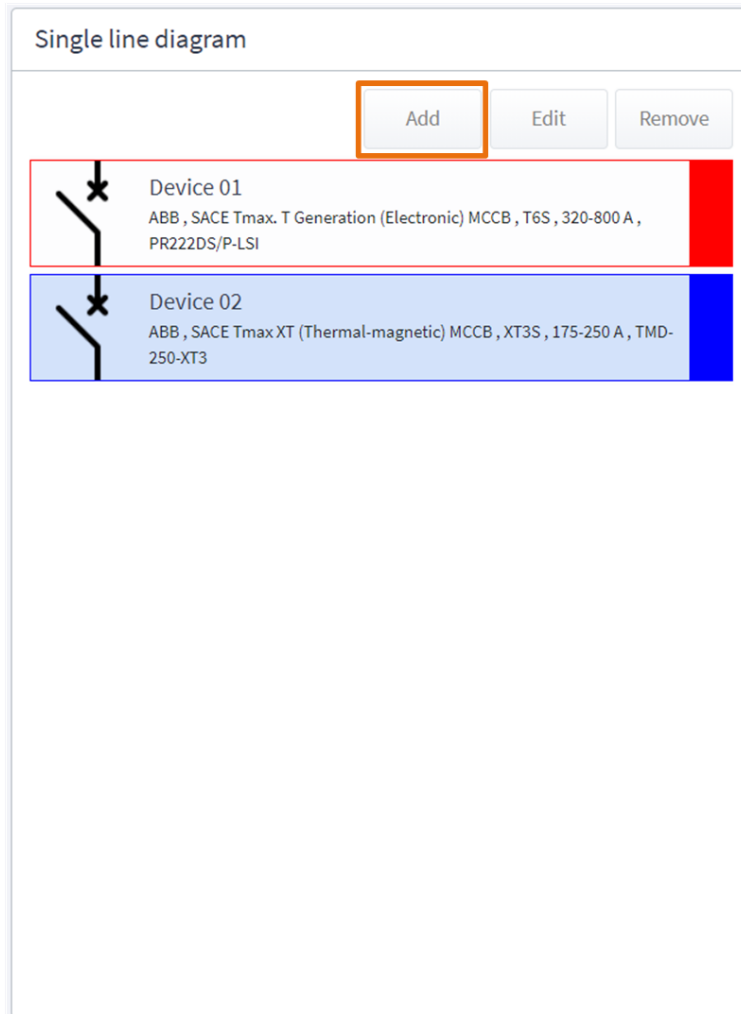 Single line diagram
Add Edit Remove
Device 01
ABB , SACE Tmax. T Generation (Electronic) MCCB , T6S , 320-800 A ,
PR222DS/P-LSI
Device 02
ABB , SACE Tmax XT (Thermal-magnetic) MCCB , XT3S , 175-250 A , TMD-
250-XT3